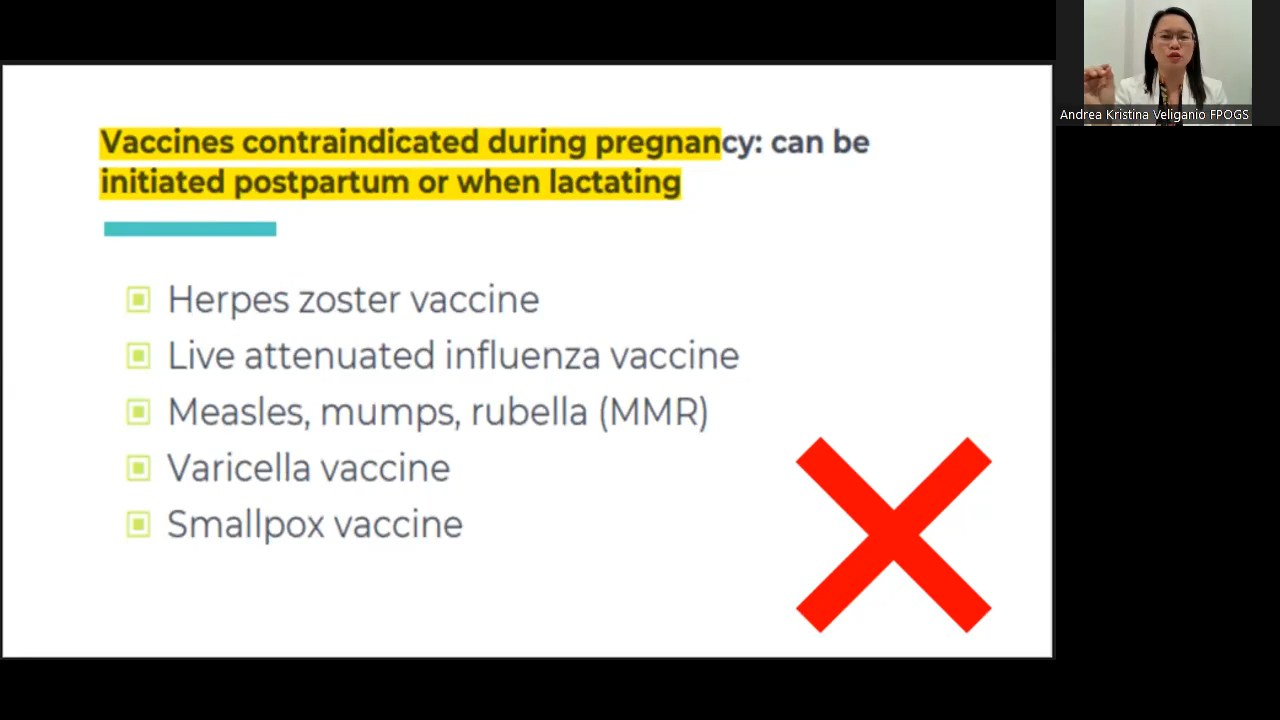 Vaccines contraindicated during pregnancy: can be
initiated postpartum or when lactating
Herpes zoster vaccine
Live attenuated influenza vaccine
Measles, mumps, rubella (MMR)
Varicella vaccine
Smallpox vaccine
Andrea Kristina Veliganio FPOGS